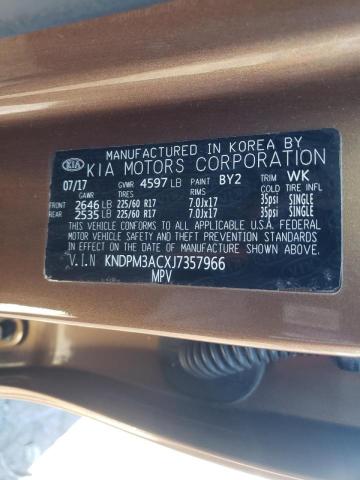 MANUFACTURED IN KOREA BY
KIA KIA MOTORS CORPORATION
07/17 GVWR 4597 LB PAINT BY2 TRIM WK
GAWR TIRES RIMS COLD TIRE INFL
FRONT 2646 LB 225/60 R17 7.0Jx17 35psi SINGLE
REAR 2535 LB 225/60 R17 7.0Jx17 35psi SINGLE
THIS VEHICLE CONFORMS TO ALL APPLICABLE U.S.A FEDERAL
MOTOR VEHICLE SAFETY AND THEFT PREVENTION STANDARDS
IN EFFECT ON THE DATE OF MANUFACTURE SHOWN ABOVE.
V.I.N KNDPM3ACXJ7357966
MPV